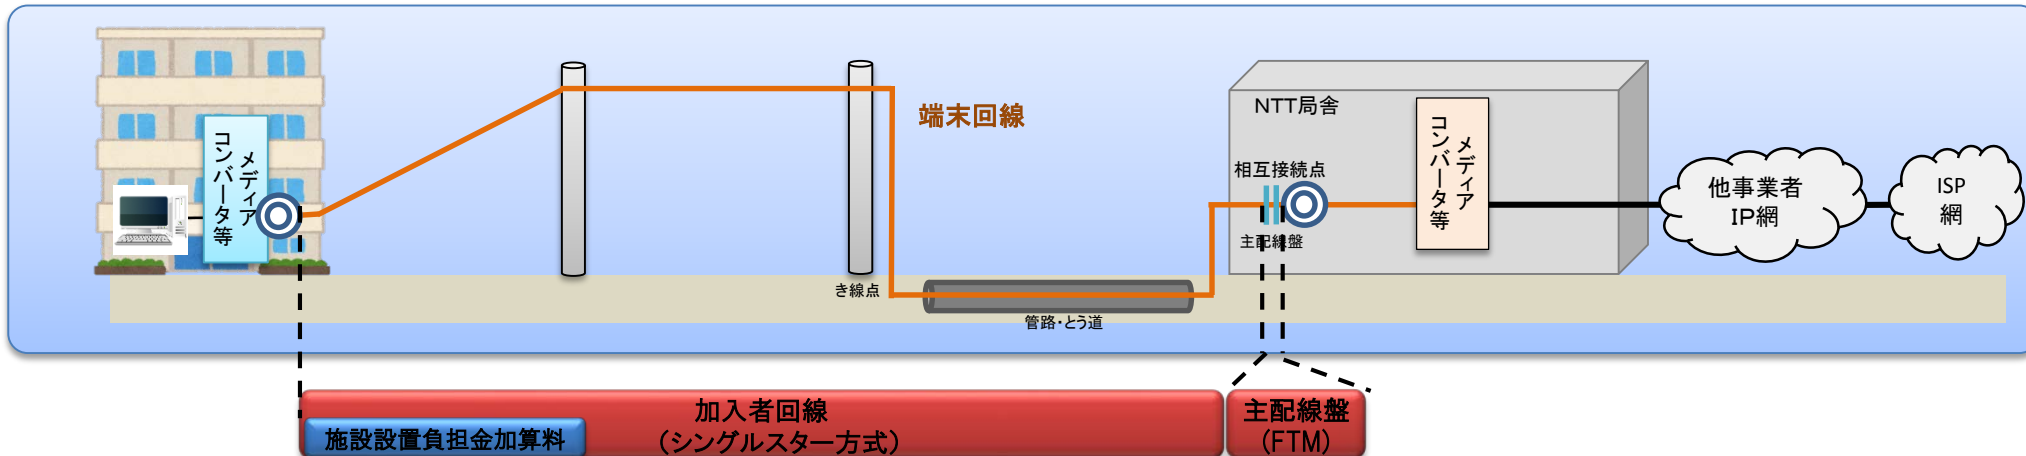 メディア
コンバータ等
端末回線
き線点
管路・とう道
NTT局舎
相互接続点
主配線盤
メディア
コンバータ等
他事業者
IP網
ISP
網
加入者回線
(シングルスター方式)
施設設置負担金加算料
主配線盤
(FTM)